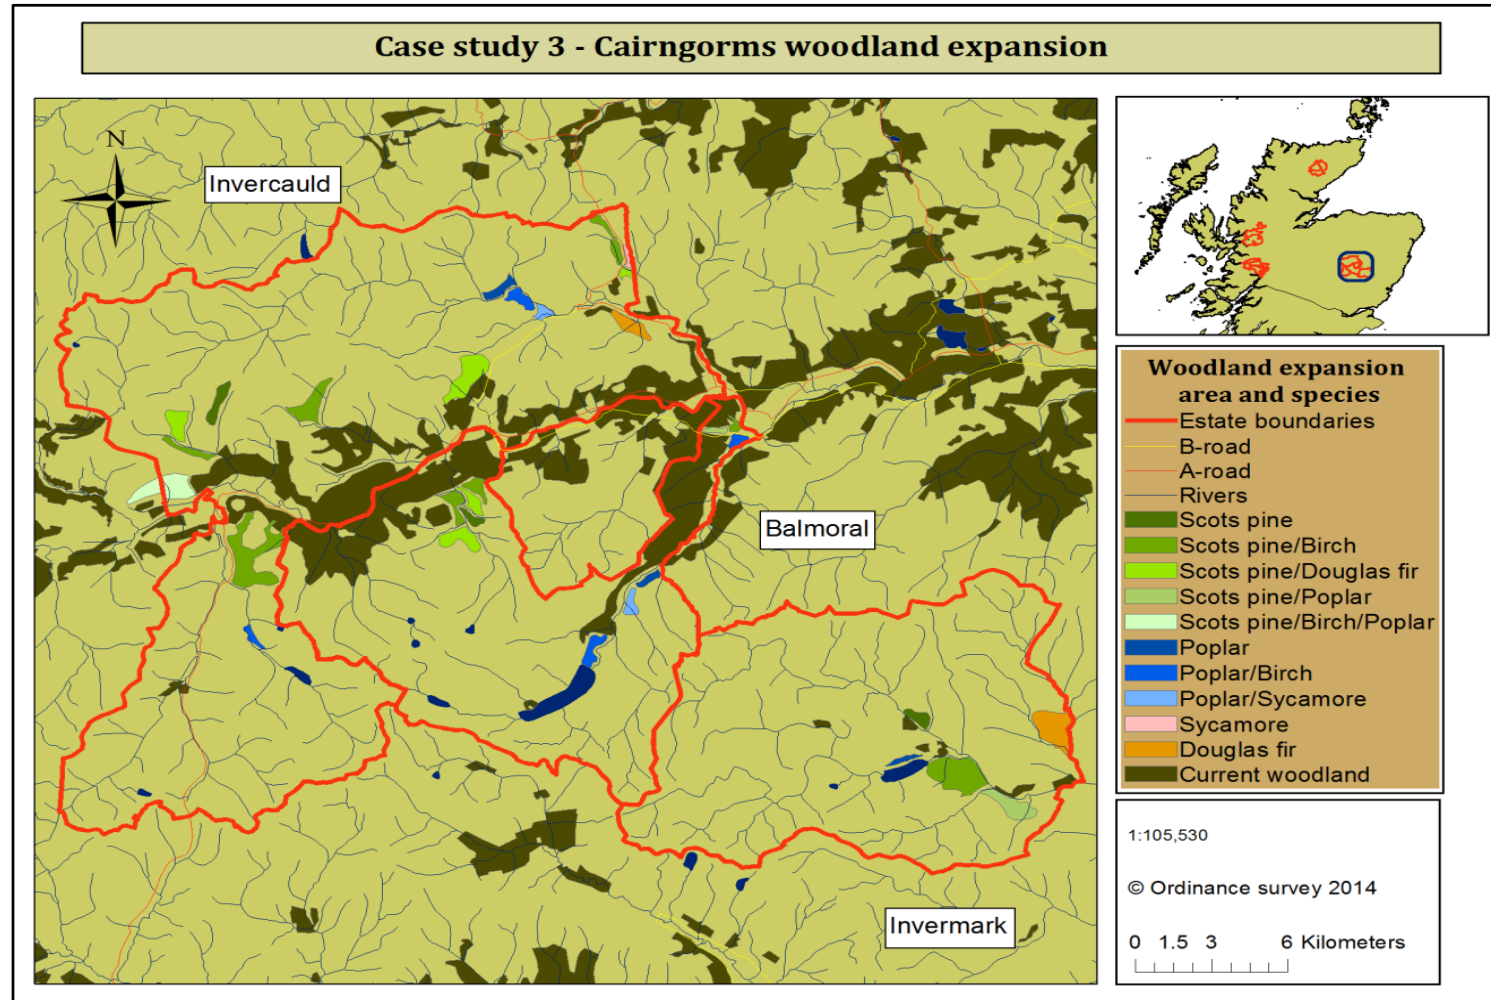 Case study 3 - Cairngorms woodland expansion
N
Invercauld
Balmoral
Invermark
Woodland expansion
area and species
Estate boundaries
B-road
A-road
Rivers
Scots pine
Scots pine/Birch
Scots pine/Douglas fir
Scots pine/Poplar
Scots pine/Birch/Poplar
Poplar
Poplar/Birch
Poplar/Sycamore
Sycamore
Douglas fir
Current woodland
1:105,530
© Ordinance survey 2014
0 1.5 3 6 Kilometers